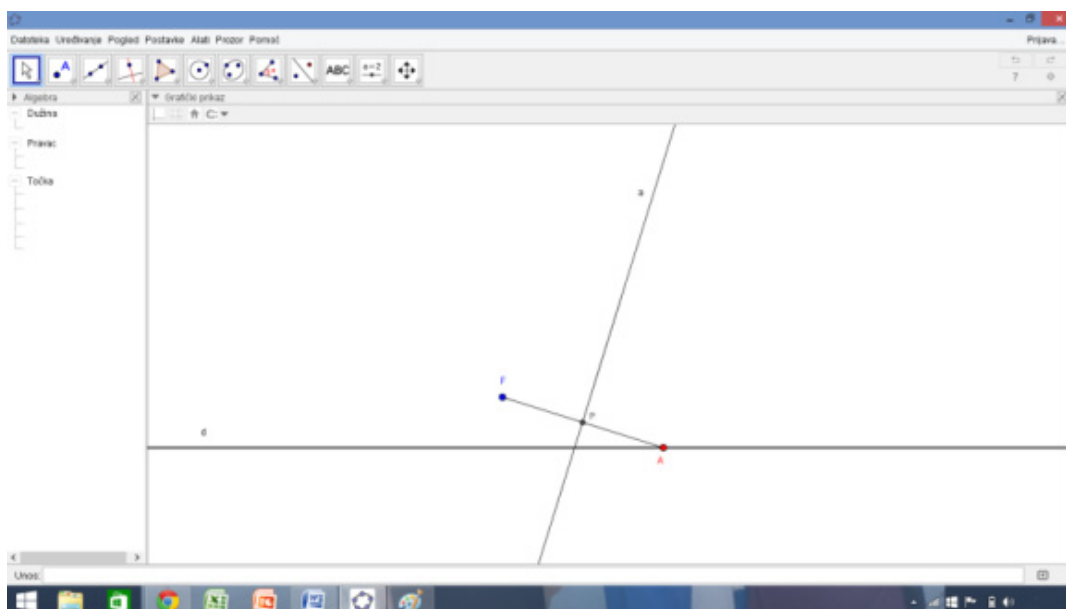 Datoteka Uređivanje Pogled Postavke Alati Prozor Pomoć
Prijava...
A
ABC
a=2
?
Algebra
Grafički prikaz
Dužina
Pravac
Točka
a
F
P
d
A
Unos: